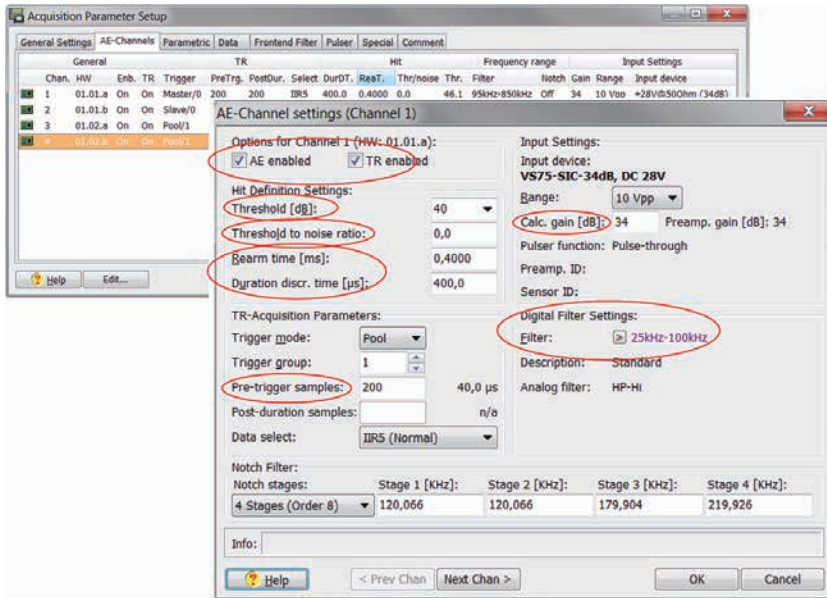 Acquisition Parameter Setup
General Settings AE-Channels Parametric Data Frontend Filter Pulser Special Comment
General TR Hit Frequency range Input Settings
Chan. HW Enb. TR Trigger PreTrg. PostDur. Select DurDT. ReaT. Thr/noise Thr. Filter Notch Gain Range Input device
1 01.01.a On On Master/0 200 200 IIR5 400.0 0.4000 0.0 46.1 95kHz-850kHz Off 34 10 Vpp +28V@50Ohm (34dB)
2 01.01.b On On Slave/0
3 01.02.a On On Pool/1
4 01.02.b On On Pool/1
Help Edit...
AE-Channel settings (Channel 1)
Options for Channel 1 (HW: 01.01.a):
AE enabled TR enabled
Hit Definition Settings:
Threshold [dB]: 40
Threshold to noise ratio: 0,0
Rearm time [ms]: 0,4000
Duration discr. time [µs]: 400,0
TR-Acquisition Parameters:
Trigger mode: Pool
Trigger group: 1
Pre-trigger samples: 200 40,0 µs
Post-duration samples: n/a
Data select: IIR5 (Normal)
Input Settings:
Input device:
VS75-SIC-34dB, DC 28V
Range: 10 Vpp
Calc. gain [dB]: 34 Preamp. gain [dB]: 34
Pulser function: Pulse-through
Preamp. ID:
Sensor ID:
Digital Filter Settings:
Filter: > 25kHz-100kHz
Description: Standard
Analog filter: HP-Hi
Notch Filter:
Notch stages: Stage 1 [KHz]: Stage 2 [KHz]: Stage 3 [KHz]: Stage 4 [KHz]:
4 Stages (Order 8) 120,066 120,066 179,904 219,926
Info:
Help < Prev Chan Next Chan > OK Cancel